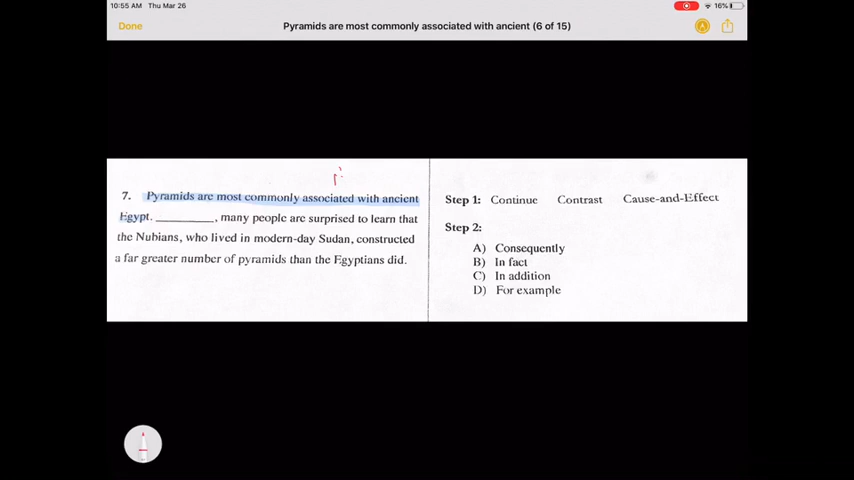 10:55 AM Thu Mar 26
16%
Done
Pyramids are most commonly associated with ancient (6 of 15)
7. Pyramids are most commonly associated with ancient
Egypt. ________, many people are surprised to learn that
the Nubians, who lived in modern-day Sudan, constructed
a far greater number of pyramids than the Egyptians did.
Step 1: Continue Contrast Cause-and-Effect
Step 2:
A) Consequently
B) In fact
C) In addition
D) For example